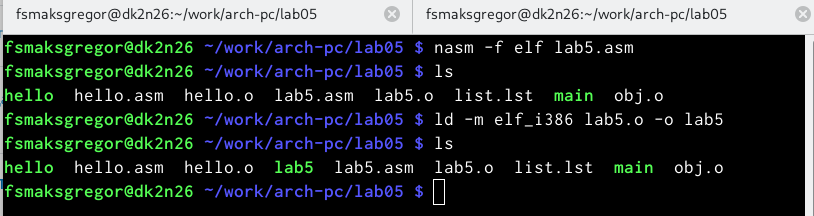 fsmaksgregor@dk2n26:~/work/arch-pc/lab05 fsmaksgregor@dk2n26:~/work/arch-pc/lab05
fsmaksgregor@dk2n26 ~/work/arch-pc/lab05 $ nasm -f elf lab5.asm
fsmaksgregor@dk2n26 ~/work/arch-pc/lab05 $ ls
hello hello.asm hello.o lab5.asm lab5.o list.lst main obj.o
fsmaksgregor@dk2n26 ~/work/arch-pc/lab05 $ ld -m elf_i386 lab5.o -o lab5
fsmaksgregor@dk2n26 ~/work/arch-pc/lab05 $ ls
hello hello.asm hello.o lab5 lab5.asm lab5.o list.lst main obj.o
fsmaksgregor@dk2n26 ~/work/arch-pc/lab05 $